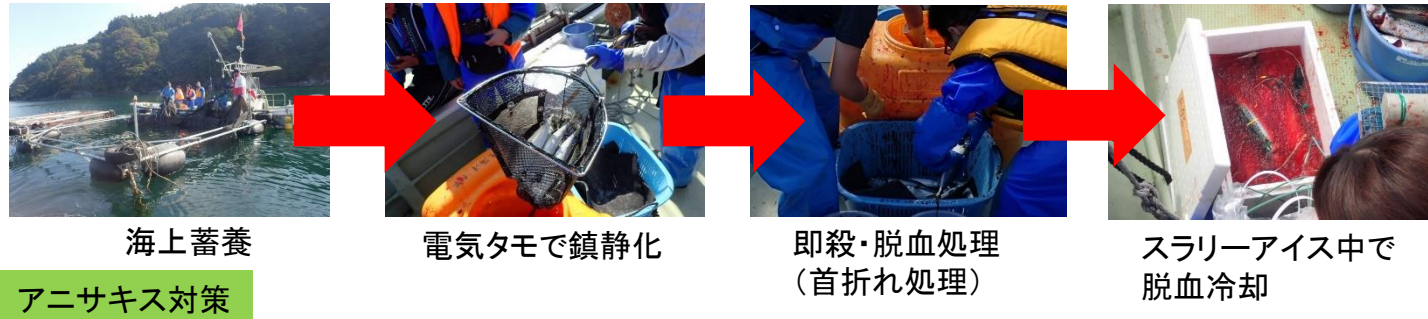 海上蓄養
電気タモで鎮静化
即殺・脱血処理
（首折れ処理）
スラリーアイス中で
脱血冷却
アニサキス対策